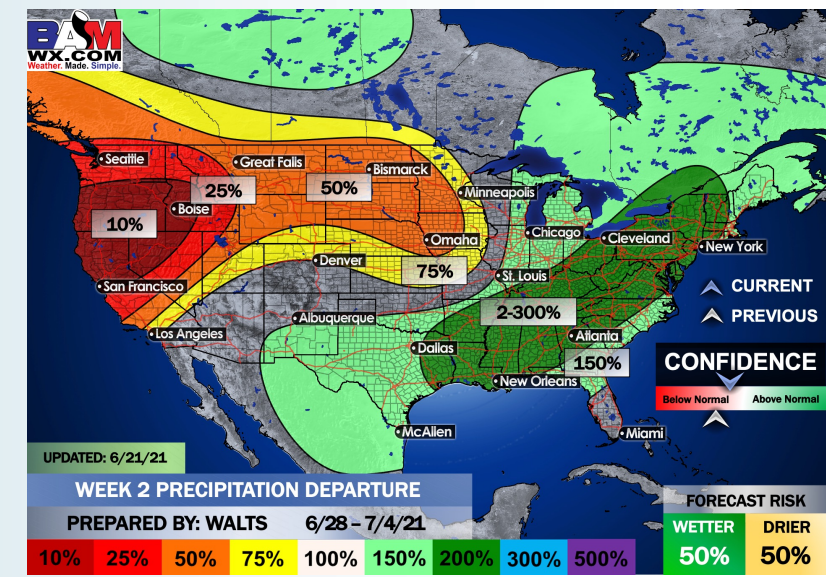 BAM
WX.COM
Weather. Made. Simple.
Seattle
Great Falls
Bismarck
25%
50%
Minneapolis
Boise
10%
Chicago
Cleveland
Omaha
New York
Denver
75%
St. Louis
San Francisco
CURRENT
2-300%
PREVIOUS
Albuquerque
Los Angeles
Atlanta
Dallas
150%
CONFIDENCE
New Orleans
Below Normal
Above Normal
McAllen
Miami
UPDATED: 6/21/21
WEEK 2 PRECIPITATION DEPARTURE
PREPARED BY: WALTS 6/28 – 7/4/21
FORECAST RISK
WETTER DRIER
50% 50%
10% 25% 50% 75% 100% 150% 200% 300% 500%